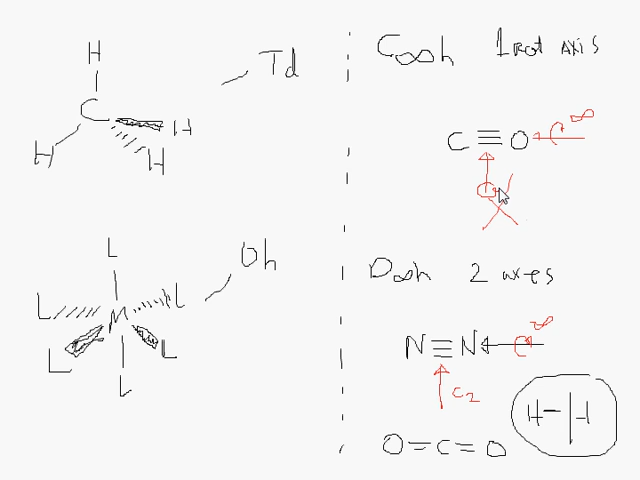 H
Td
C
H
H
H
L
Oh
L
L
M
L
L
L
C∞h 1 rot axis
C≡O
∞
D∞h 2 axes
N≡N
∞
C2
H-|-H
O=C=O